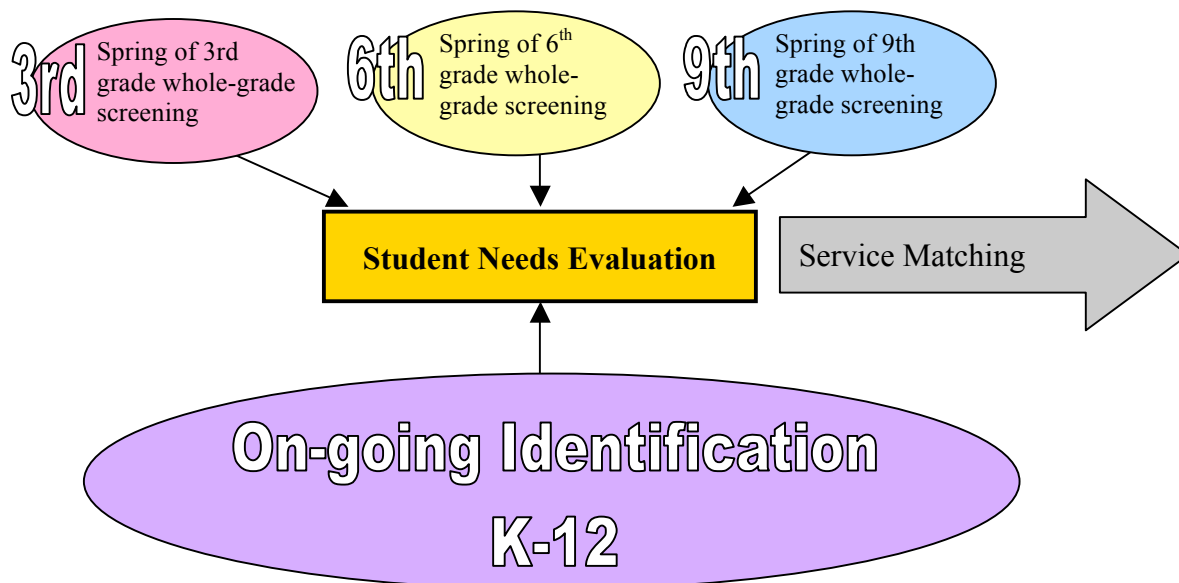 3rd
Spring of 3rd
grade whole-grade
screening
6th
Spring of 6th
grade whole-
grade screening
9th
Spring of 9th
grade whole-
grade screening
Student Needs Evaluation
Service Matching
On-going Identification
K-12